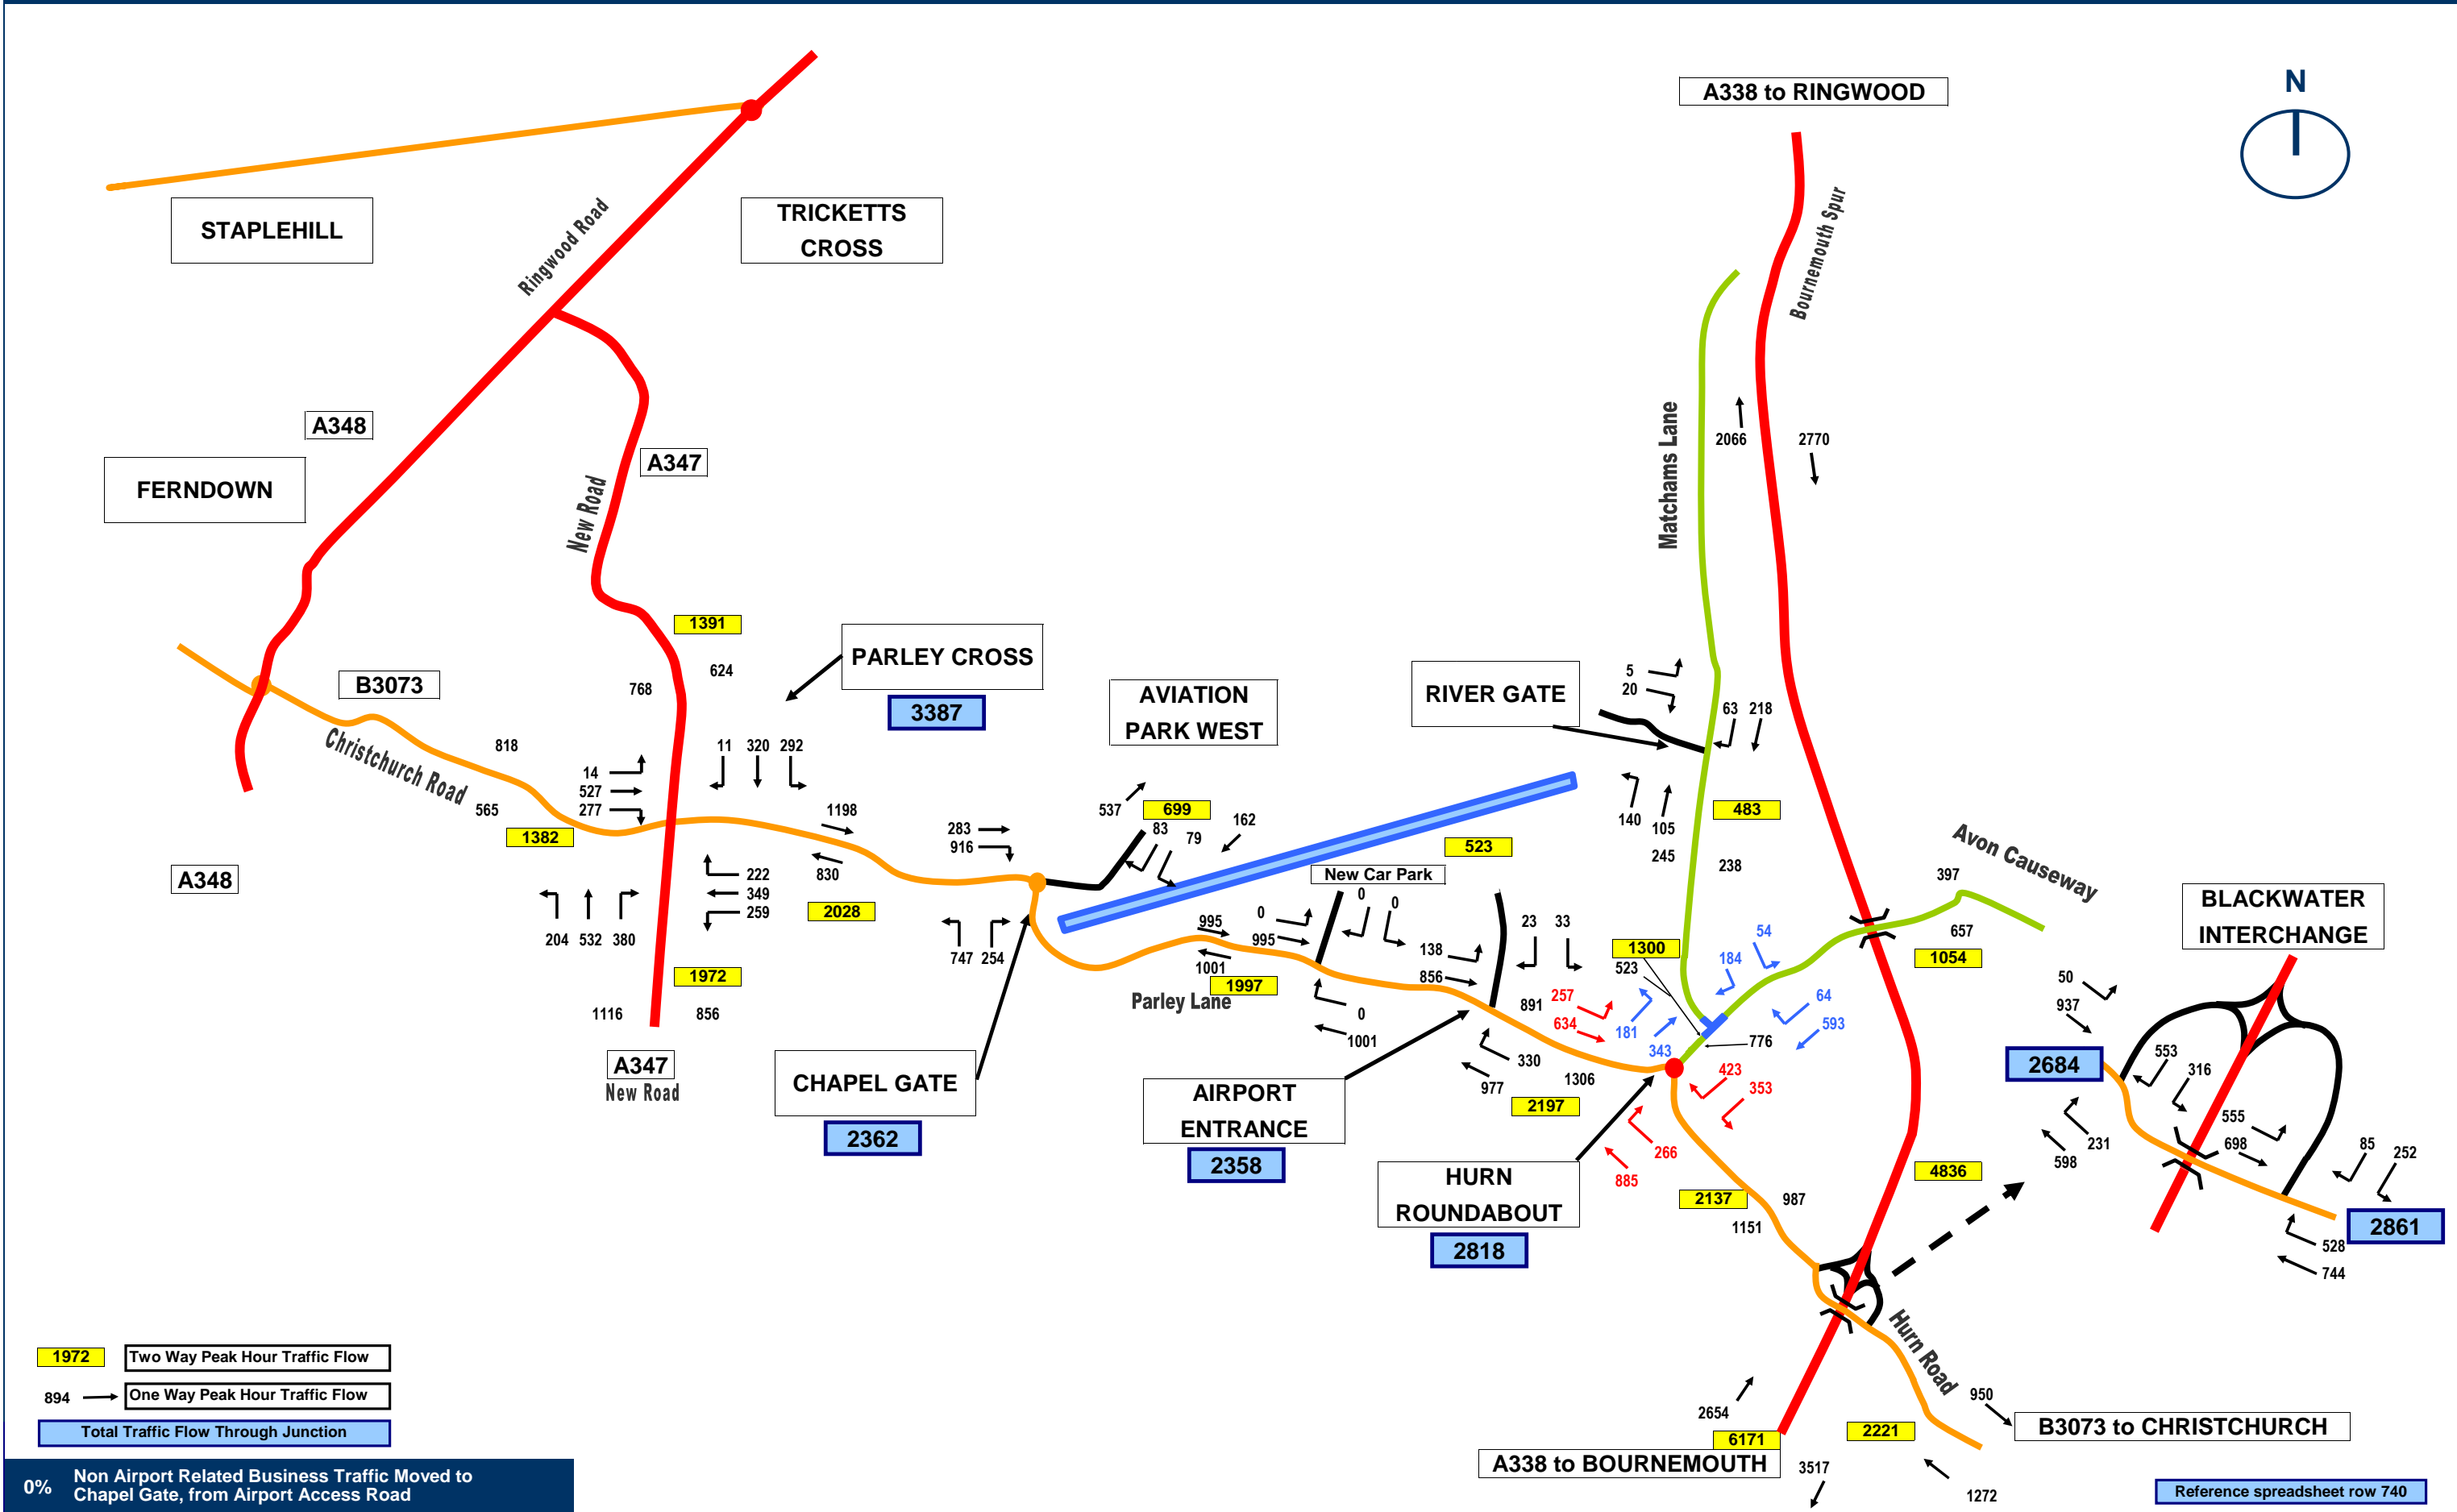 A338 to RINGWOOD
N
STAPLEHILL
TRICKETTS
CROSS
Ringwood Road
Bournemouth Spur
A348
A347
FERNDOWN
New Road
Matchams Lane
2066
2770
1391
624
768
PARLEY CROSS
3387
B3073
Christchurch Road
818
565
1382
14
527
277
11
320
292
1198
830
2028
222
349
259
204
532
380
1972
1116
856
A347
New Road
A348
AVIATION
PARK WEST
537
699
83
79
162
283
916
747
254
CHAPEL GATE
2362
995
995
1001
1997
Parley Lane
New Car Park
0
0
0
0
1001
523
138
856
23
33
891
330
977
1306
2197
AIRPORT
ENTRANCE
2358
RIVER GATE
5
20
63
218
140
105
245
238
483
1300
523
54
184
64
593
181
343
776
257
634
423
353
266
885
HURN
ROUNDABOUT
2818
Avon Causeway
397
657
1054
BLACKWATER
INTERCHANGE
50
937
2684
553
316
555
698
231
598
85
252
528
744
2861
4836
2137
987
1151
Hurn Road
950
B3073 to CHRISTCHURCH
2221
1272
2654
6171
A338 to BOURNEMOUTH
3517
1972
Two Way Peak Hour Traffic Flow
894
One Way Peak Hour Traffic Flow
Total Traffic Flow Through Junction
0%
Non Airport Related Business Traffic Moved to
Chapel Gate, from Airport Access Road
Reference spreadsheet row 740